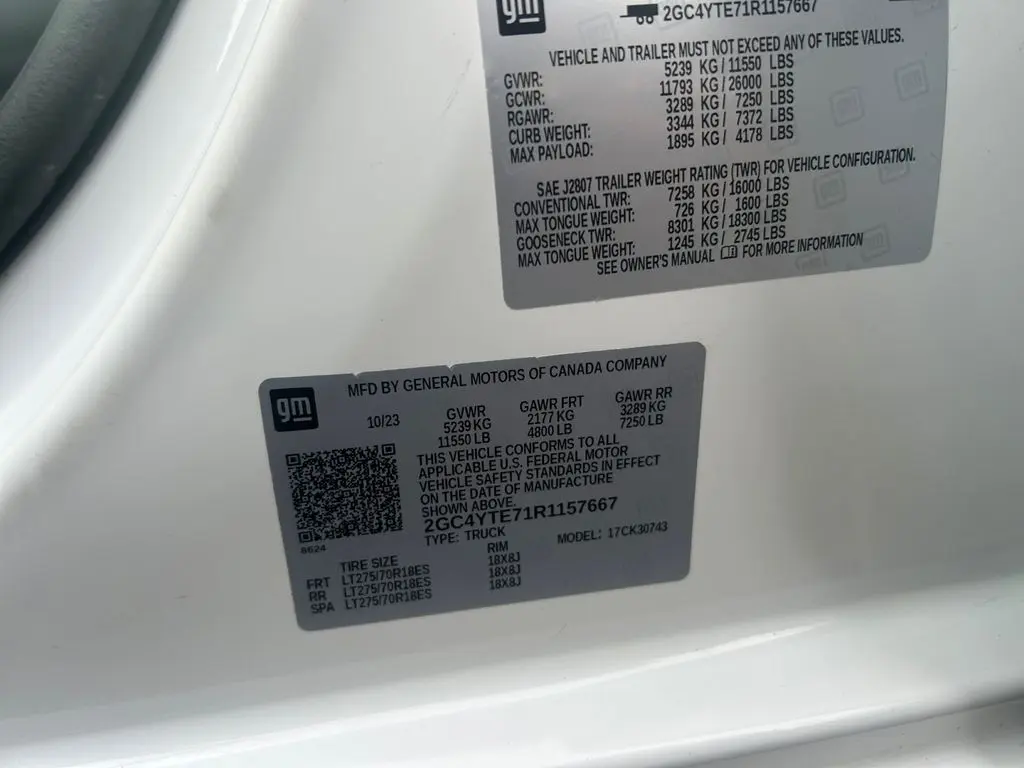 gm
2GC4YTE71R1157667
VEHICLE AND TRAILER MUST NOT EXCEED ANY OF THESE VALUES.
GVWR: 5239 KG/11550 LBS
GCWR: 11793 KG/26000 LBS
RGAWR: 3289 KG/ 7250 LBS
CURB WEIGHT: 3344 KG/ 7372 LBS
MAX PAYLOAD: 1895 KG/ 4178 LBS
SAE J2807 TRAILER WEIGHT RATING (TWR) FOR VEHICLE CONFIGURATION.
CONVENTIONAL TWR: 7258 KG/16000 LBS
MAX TONGUE WEIGHT: 726 KG/ 1600 LBS
GOOSENECK TWR: 8301 KG/18300 LBS
MAX TONGUE WEIGHT: 1245 KG/ 2745 LBS
SEE OWNER'S MANUAL FOR MORE INFORMATION
gm
MFD BY GENERAL MOTORS OF CANADA COMPANY
10/23 GVWR GAWR FRT GAWR RR
5239 KG 2177 KG 3289 KG
11550 LB 4800 LB 7250 LB
THIS VEHICLE CONFORMS TO ALL
APPLICABLE U.S. FEDERAL MOTOR
VEHICLE SAFETY STANDARDS IN EFFECT
ON THE DATE OF MANUFACTURE
SHOWN ABOVE.
2GC4YTE71R1157667
TYPE: TRUCK MODEL: 17CK30743
8624
TIRE SIZE RIM
FRT LT275/70R18ES 18X8J
RR LT275/70R18ES 18X8J
SPA LT275/70R18ES 18X8J